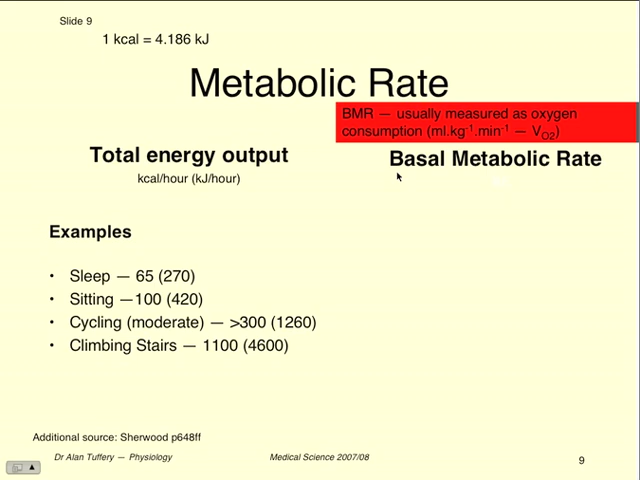 Slide 9
1 kcal = 4.186 kJ
Metabolic Rate
BMR — usually measured as oxygen
consumption (ml.kg⁻¹.min⁻¹ — V_O2)
Total energy output
Basal Metabolic Rate
kcal/hour (kJ/hour)
Examples
• Sleep — 65 (270)
• Sitting —100 (420)
• Cycling (moderate) — >300 (1260)
• Climbing Stairs — 1100 (4600)
Additional source: Sherwood p648ff
Dr Alan Tuffery — Physiology
Medical Science 2007/08
9